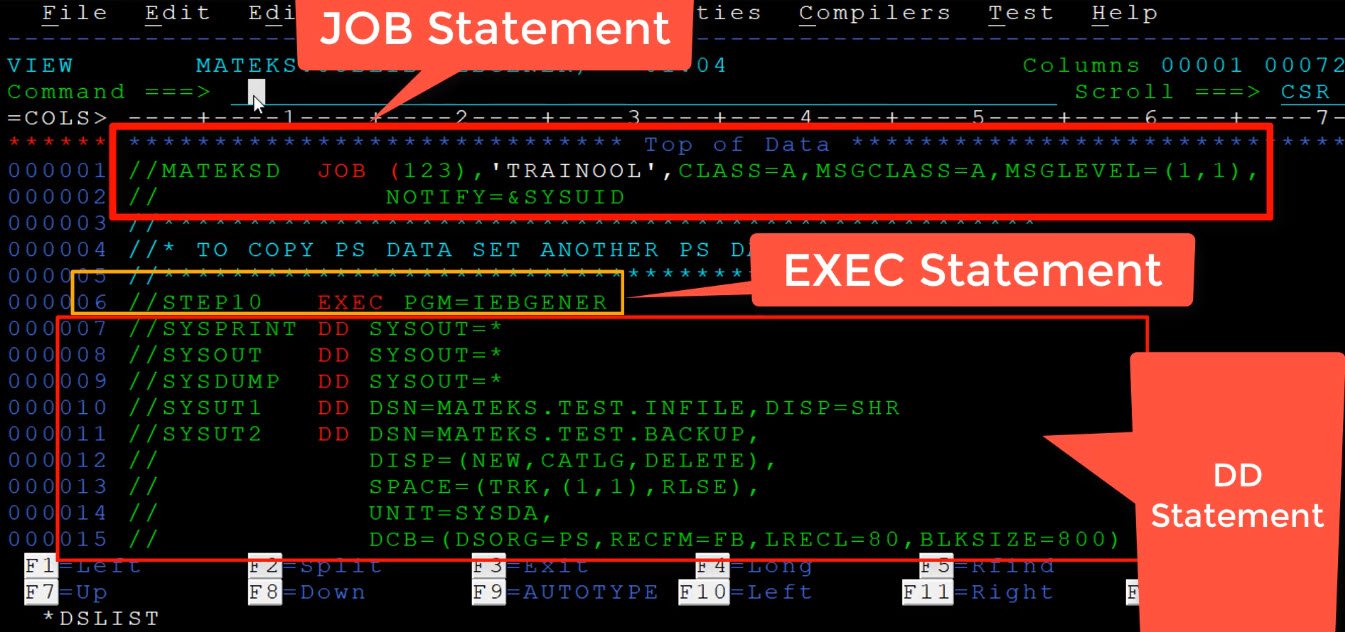 File Edit Edi ties Compilers Test Help
JOB Statement
VIEW MATEKS. 01.04 Columns 00001 00072
Command ===> Scroll ===> CSR
=COLS> ----+----1----+----2----+----3----+----4----+----5----+----6----+----7-
****** ***************************** Top of Data *****************************
000001 //MATEKSD JOB (123),'TRAINOOL',CLASS=A,MSGCLASS=A,MSGLEVEL=(1,1),
000002 // NOTIFY=&SYSUID
000003 //***************************************************
000004 //* TO COPY PS DATA SET ANOTHER PS
EXEC Statement
000005 //***********************************
000006 //STEP10 EXEC PGM=IEBGENER
000007 //SYSPRINT DD SYSOUT=*
000008 //SYSOUT DD SYSOUT=*
000009 //SYSDUMP DD SYSOUT=*
000010 //SYSUT1 DD DSN=MATEKS.TEST.INFILE,DISP=SHR
000011 //SYSUT2 DD DSN=MATEKS.TEST.BACKUP,
000012 // DISP=(NEW,CATLG,DELETE),
000013 // SPACE=(TRK,(1,1),RLSE),
000014 // UNIT=SYSDA,
000015 // DCB=(DSORG=PS,RECFM=FB,LRECL=80,BLKSIZE=800)
DD
Statement
F1=Left F2=Split F3=Exit F4=Long F5=Rfind
F7=Up F8=Down F9=AUTOTYPE F10=Left F11=Right F
*DSLIST